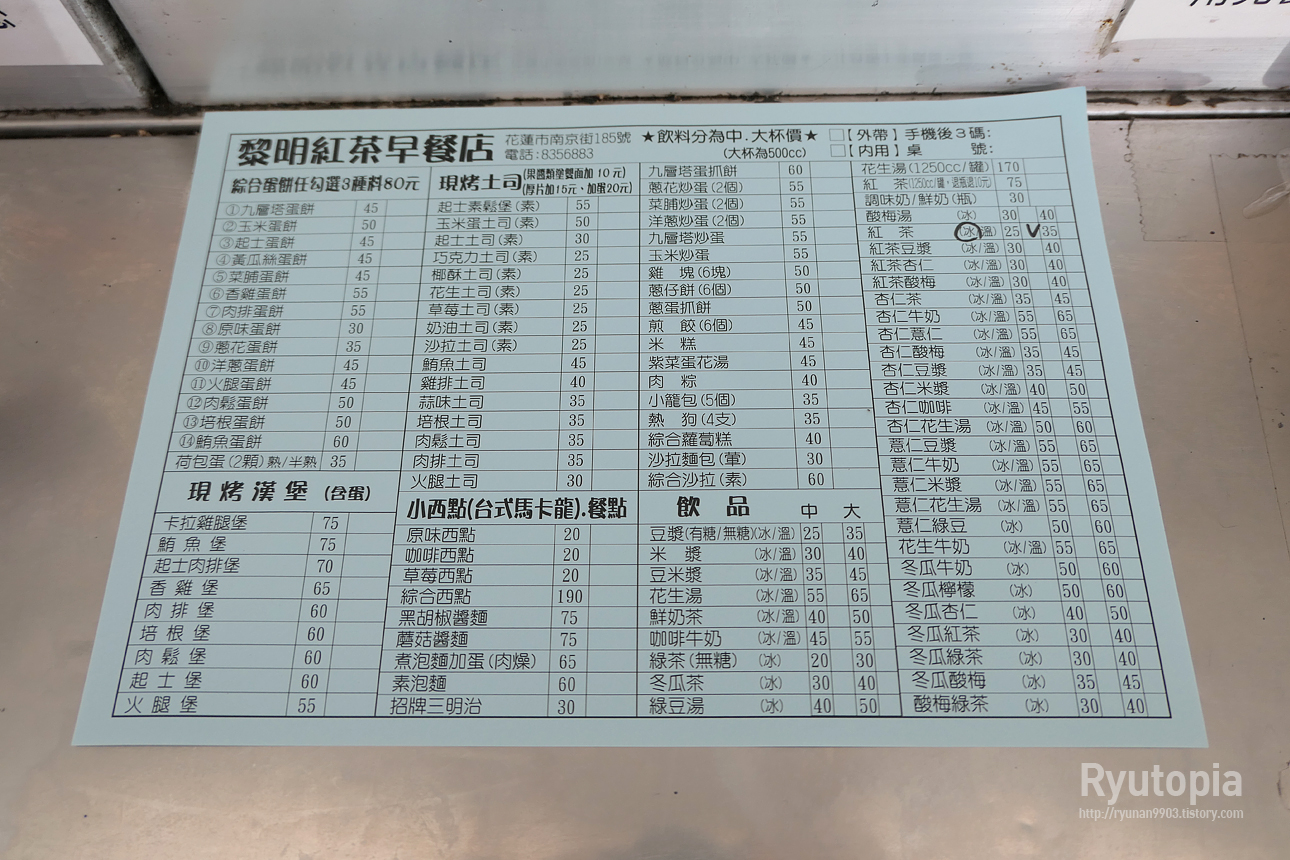 黎明紅茶早餐店
花蓮市南京街185號
電話:8356883
★飲料分為中.大杯價★
(大杯為500cc)
□【外帶】手機後3碼:
□【內用】桌 號:
綜合蛋餅任勾選3種料80元
①九層塔蛋餅 45
②玉米蛋餅 50
③起士蛋餅 45
④黃瓜絲蛋餅 45
⑤菜脯蛋餅 45
⑥香雞蛋餅 55
⑦肉排蛋餅 55
⑧原味蛋餅 30
⑨蔥花蛋餅 35
⑩洋蔥蛋餅 45
⑪火腿蛋餅 45
⑫肉鬆蛋餅 50
⑬培根蛋餅 50
⑭鮪魚蛋餅 60
荷包蛋(2顆)熟/半熟 35
現烤漢堡 (含蛋)
卡拉雞腿堡 75
鮪魚堡 75
起士肉排堡 70
香雞堡 65
肉排堡 60
培根堡 60
肉鬆堡 60
起士堡 60
火腿堡 55
現烤土司
(果醬類塗雙面加10元)
(厚片加15元、加蛋20元)
起士素鬆堡(素) 55
玉米蛋土司(素) 50
起士土司(素) 30
巧克力土司(素) 25
椰酥土司(素) 25
花生土司(素) 25
草莓土司(素) 25
奶油土司(素) 25
沙拉土司(素) 25
鮪魚土司 45
雞排土司 40
蒜味土司 35
培根土司 35
肉鬆土司 35
肉排土司 35
火腿土司 30
小西點(台式馬卡龍).餐點
原味西點 20
咖啡西點 20
草莓西點 20
綜合西點 190
黑胡椒醬麵 75
蘑菇醬麵 75
煮泡麵加蛋(肉燥) 65
素泡麵 60
招牌三明治 30
九層塔蛋抓餅 60
蔥花炒蛋(2個) 55
菜脯炒蛋(2個) 55
洋蔥炒蛋(2個) 55
九層塔炒蛋 55
玉米炒蛋 55
雞 塊(6塊) 50
蔥仔餅(6個) 50
蔥蛋抓餅 50
煎 餃(6個) 45
米 糕 45
紫菜蛋花湯 45
肉 粽 40
小籠包(5個) 35
熱 狗(4支) 35
綜合蘿蔔糕 40
沙拉麵包(葷) 30
綜合沙拉(素) 60
飲 品 中 大
豆漿(有糖/無糖)(冰/溫) 25 35
米 漿 (冰/溫) 30 40
豆米漿 (冰/溫) 35 45
花生湯 (冰/溫) 55 65
鮮奶茶 (冰/溫) 40 50
咖啡牛奶 (冰/溫) 45 55
綠茶(無糖) (冰) 20 30
冬瓜茶 (冰) 30 40
綠豆湯 (冰) 40 50
花生湯(1250cc/罐) 170
紅 茶(1250cc/罐,退瓶退10元) 75
調味奶/鮮奶(瓶) 30
酸梅湯 (冰) 30 40
紅 茶 (冰/溫) 25 ✓35
紅茶豆漿 (冰/溫) 30 40
紅茶杏仁 (冰/溫) 30 40
紅茶酸梅 (冰/溫) 30 40
杏仁茶 (冰/溫) 35 45
杏仁牛奶 (冰/溫) 55 65
杏仁薏仁 (冰/溫) 55 65
杏仁酸梅 (冰/溫) 35 45
杏仁豆漿 (冰/溫) 35 45
杏仁米漿 (冰/溫) 40 50
杏仁咖啡 (冰/溫) 45 55
杏仁花生湯 (冰/溫) 50 60
薏仁豆漿 (冰/溫) 55 65
薏仁牛奶 (冰/溫) 55 65
薏仁米漿 (冰/溫) 55 65
薏仁花生湯 (冰/溫) 55 65
薏仁綠豆 (冰) 50 60
花生牛奶 (冰/溫) 55 65
冬瓜牛奶 (冰) 50 60
冬瓜檸檬 (冰) 50 60
冬瓜杏仁 (冰) 40 50
冬瓜紅茶 (冰) 30 40
冬瓜綠茶 (冰) 30 40
冬瓜酸梅 (冰) 35 45
酸梅綠茶 (冰) 30 40
Ryutopia
http://ryunan9903.tistory.com